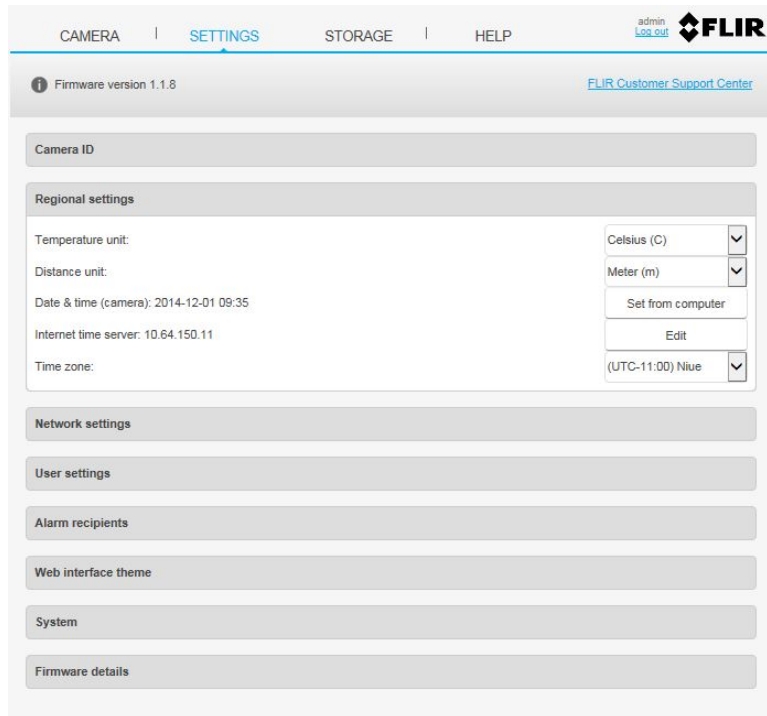 CAMERA | SETTINGS STORAGE | HELP
admin
Log out
FLIR
Firmware version 1.1.8
FLIR Customer Support Center
Camera ID
Regional settings
Temperature unit: Celsius (C)
Distance unit: Meter (m)
Date & time (camera): 2014-12-01 09:35 Set from computer
Internet time server: 10.64.150.11 Edit
Time zone: (UTC-11:00) Niue
Network settings
User settings
Alarm recipients
Web interface theme
System
Firmware details